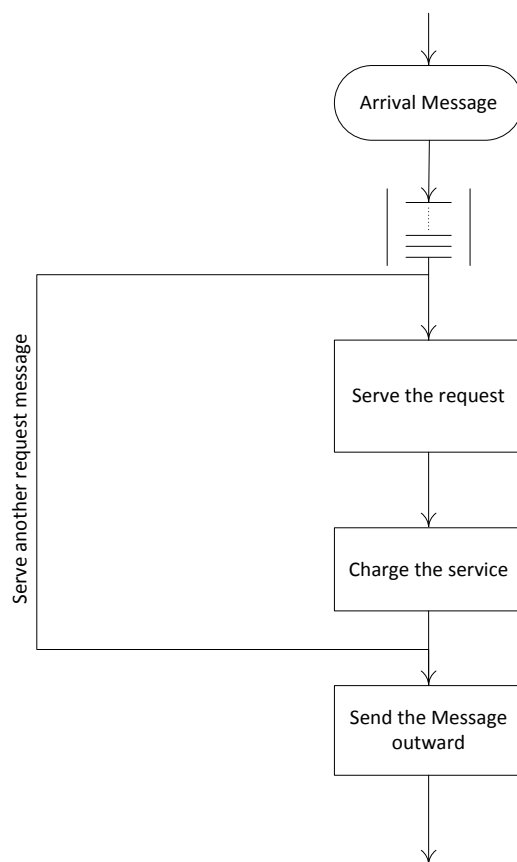 Arrival Message
Serve another request message
Serve the request
Charge the service
Send the Message
outward